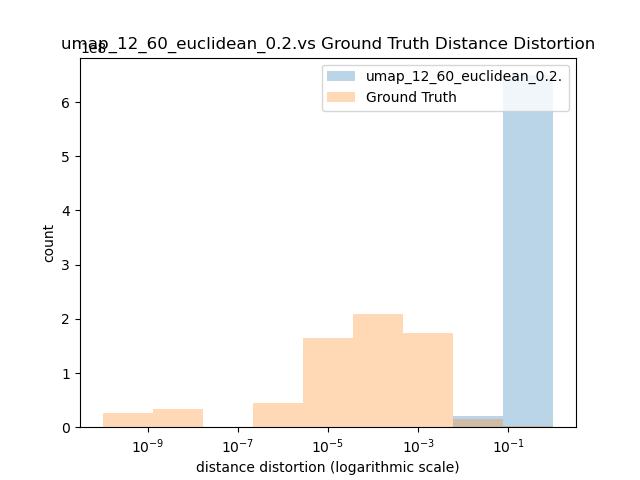 umap_12_60_euclidean_0.2.vs Ground Truth Distance Distortion
1e8
umap_12_60_euclidean_0.2.
Ground Truth
6
5
4
3
2
1
0
count
10⁻⁹ 10⁻⁷ 10⁻⁵ 10⁻³ 10⁻¹
distance distortion (logarithmic scale)